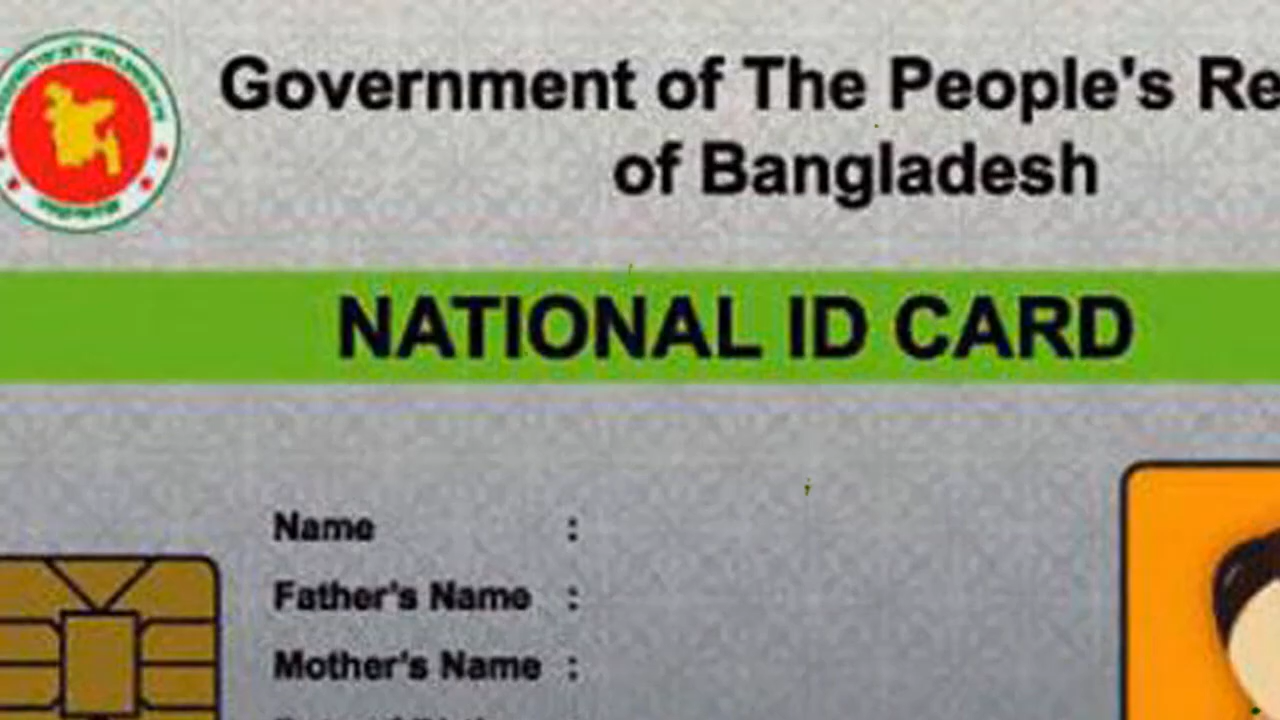 Government of The People's Re
of Bangladesh
NATIONAL ID CARD
Name :
Father's Name :
Mother's Name :